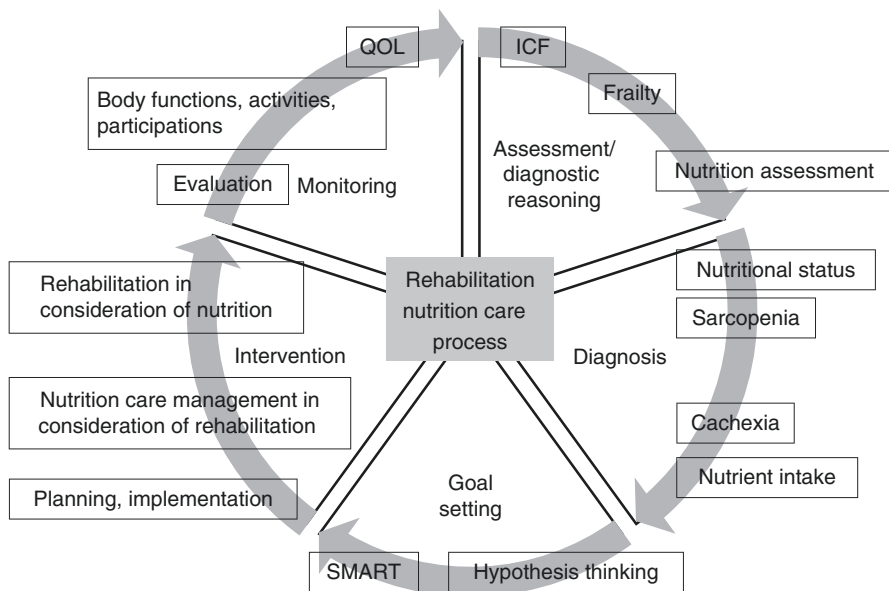 QOL
ICF
Body functions, activities,
participations
Frailty
Evaluation
Monitoring
Assessment/
diagnostic
reasoning
Nutrition assessment
Rehabilitation in
consideration of nutrition
Rehabilitation
nutrition care
process
Nutritional status
Sarcopenia
Intervention
Diagnosis
Nutrition care management in
consideration of rehabilitation
Cachexia
Nutrient intake
Planning, implementation
Goal
setting
SMART
Hypothesis thinking